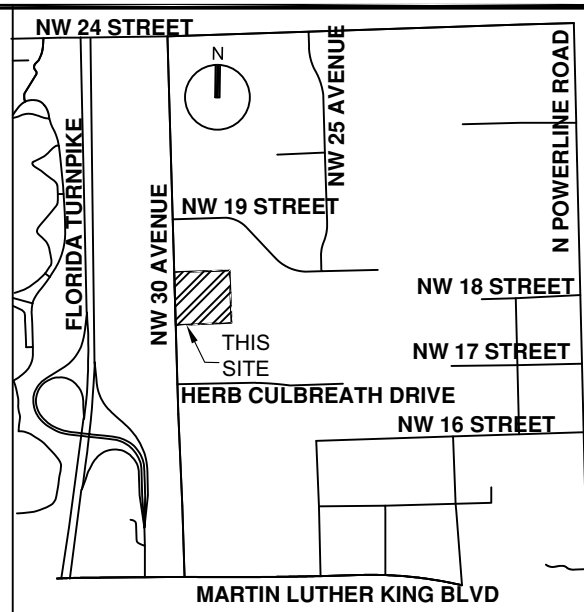 NW 24 STREET
N
NW 25 AVENUE
N POWERLINE ROAD
FLORIDA TURNPIKE
NW 30 AVENUE
NW 19 STREET
NW 18 STREET
THIS
SITE
NW 17 STREET
HERB CULBREATH DRIVE
NW 16 STREET
MARTIN LUTHER KING BLVD